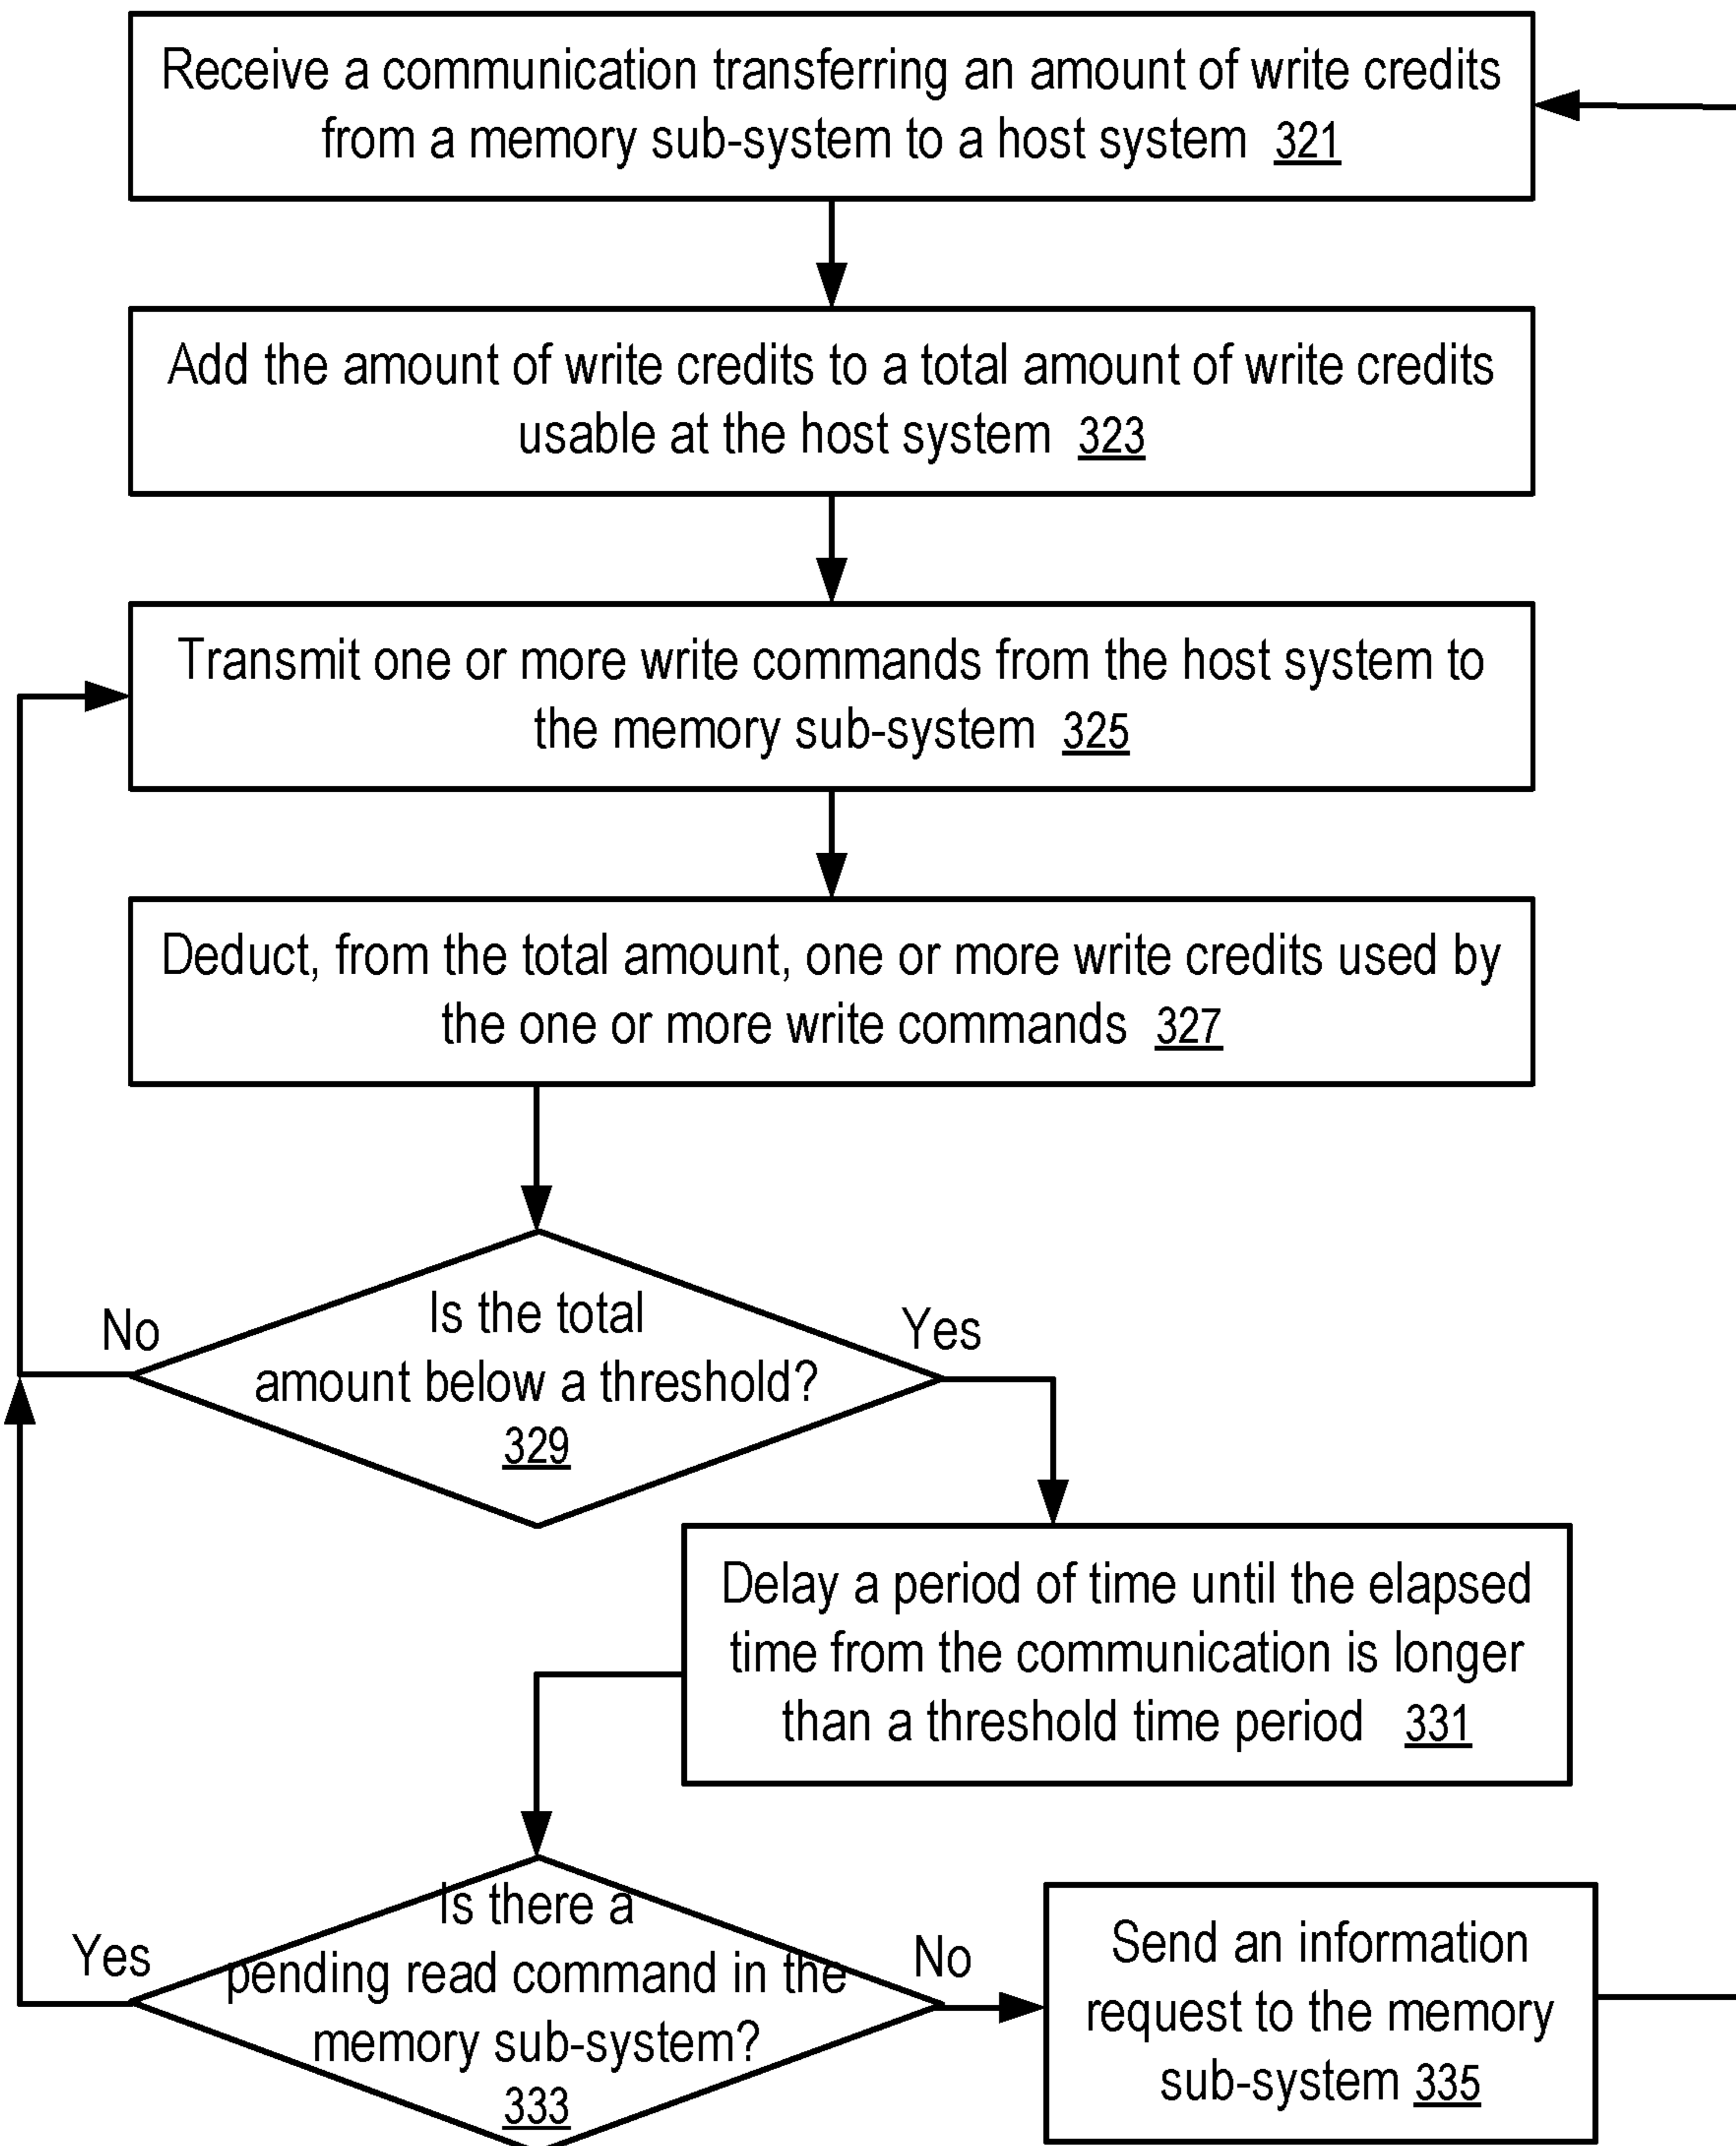 Receive a communication transferring an amount of write credits
from a memory sub-system to a host system 321
Add the amount of write credits to a total amount of write credits
usable at the host system 323
Transmit one or more write commands from the host system to
the memory sub-system 325
Deduct, from the total amount, one or more write credits used by
the one or more write commands 327
No
Yes
Is the total
amount below a threshold?
329
Delay a period of time until the elapsed
time from the communication is longer
than a threshold time period 331
Yes
No
Is there a
pending read command in the
memory sub-system?
333
Send an information
request to the memory
sub-system 335